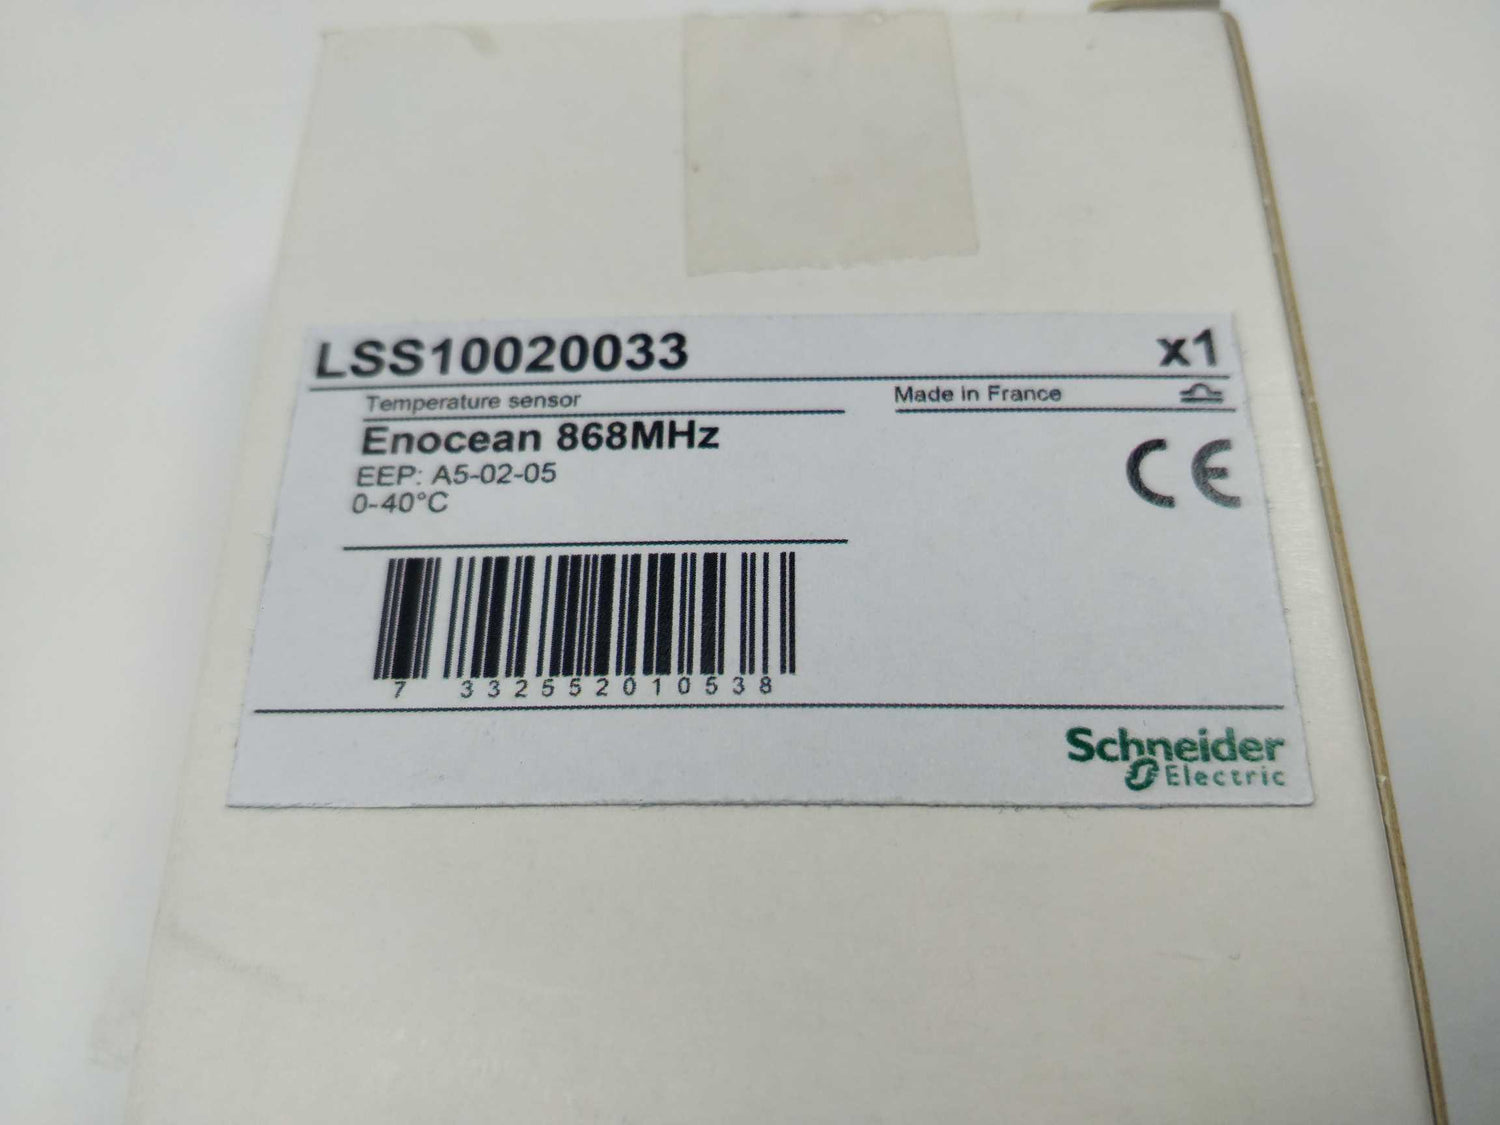 LSS10020033 x1
Temperature sensor Made in France
Enocean 868MHz
EEP: A5-02-05
0-40°C
CE
7 332552010538
Schneider
Electric